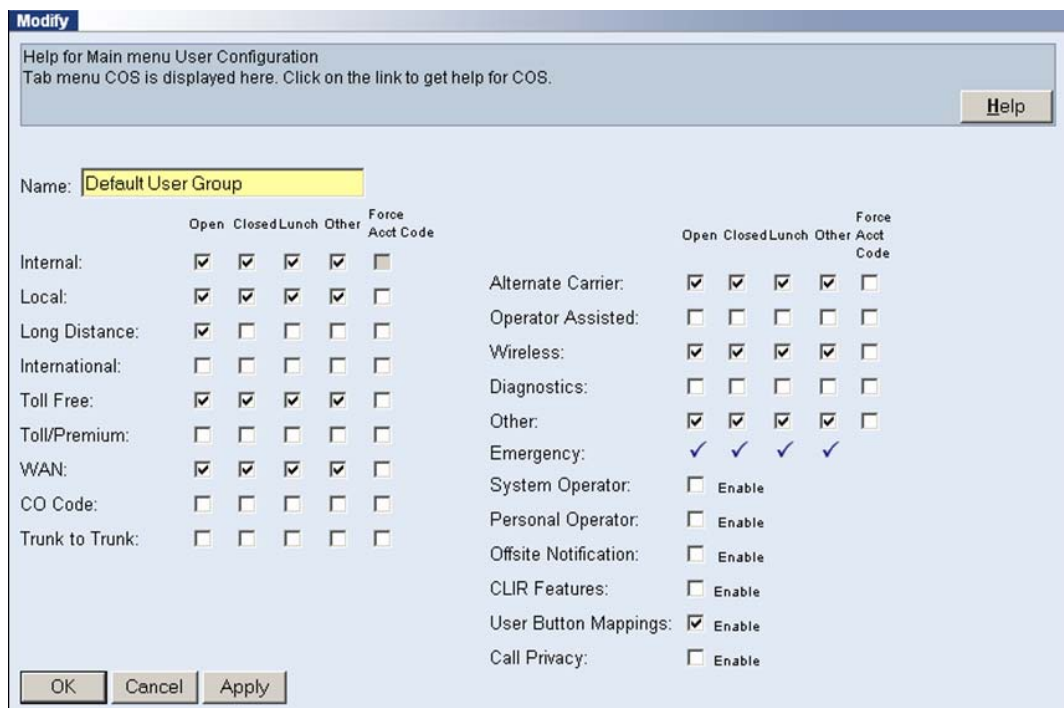 Modify
Help for Main menu User Configuration
Tab menu COS is displayed here. Click on the link to get help for COS.
Help
Name: Default User Group
Open Closed Lunch Other Force Acct Code
Internal:
Local:
Long Distance:
International:
Toll Free:
Toll/Premium:
WAN:
CO Code:
Trunk to Trunk:
Open Closed Lunch Other Force Acct Code
Alternate Carrier:
Operator Assisted:
Wireless:
Diagnostics:
Other:
Emergency:
System Operator: Enable
Personal Operator: Enable
Offsite Notification: Enable
CLIR Features: Enable
User Button Mappings: Enable
Call Privacy: Enable
OK Cancel Apply